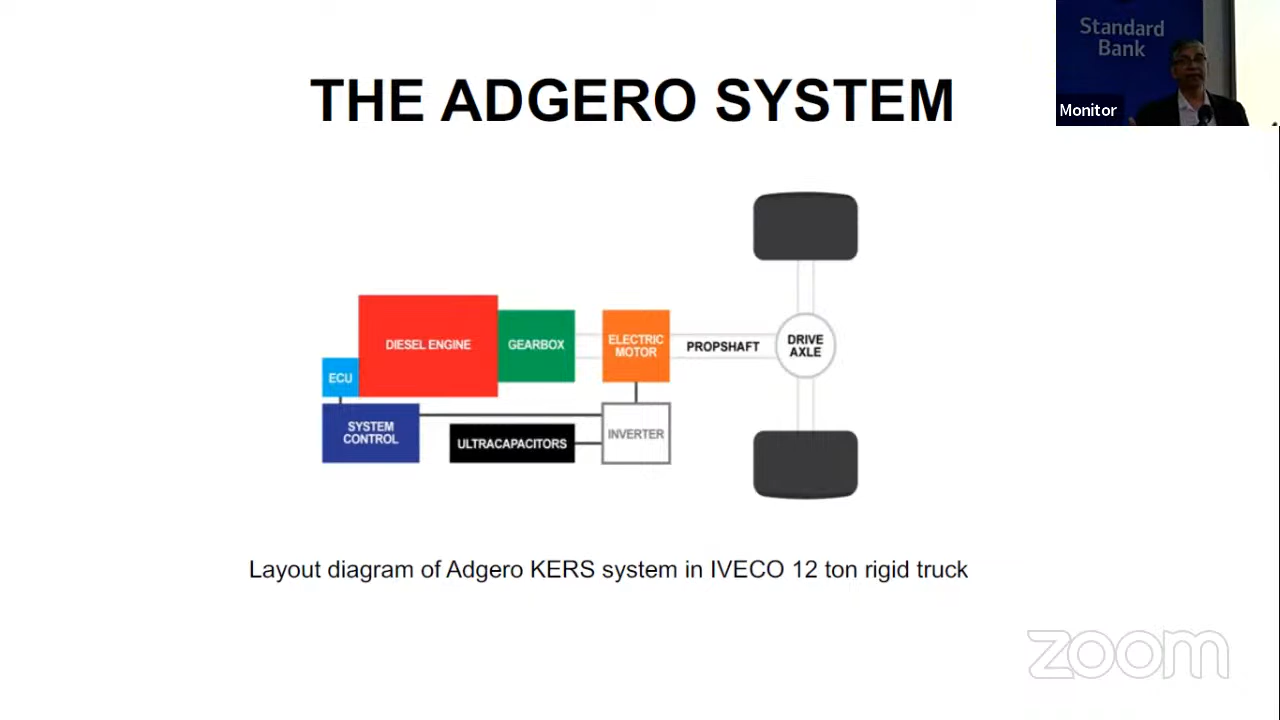 Standard
Bank
Monitor
THE ADGERO SYSTEM
DIESEL ENGINE
GEARBOX
ELECTRIC
MOTOR
PROPSHAFT
DRIVE
AXLE
ECU
SYSTEM
CONTROL
ULTRACAPACITORS
INVERTER
Layout diagram of Adgero KERS system in IVECO 12 ton rigid truck
zoom